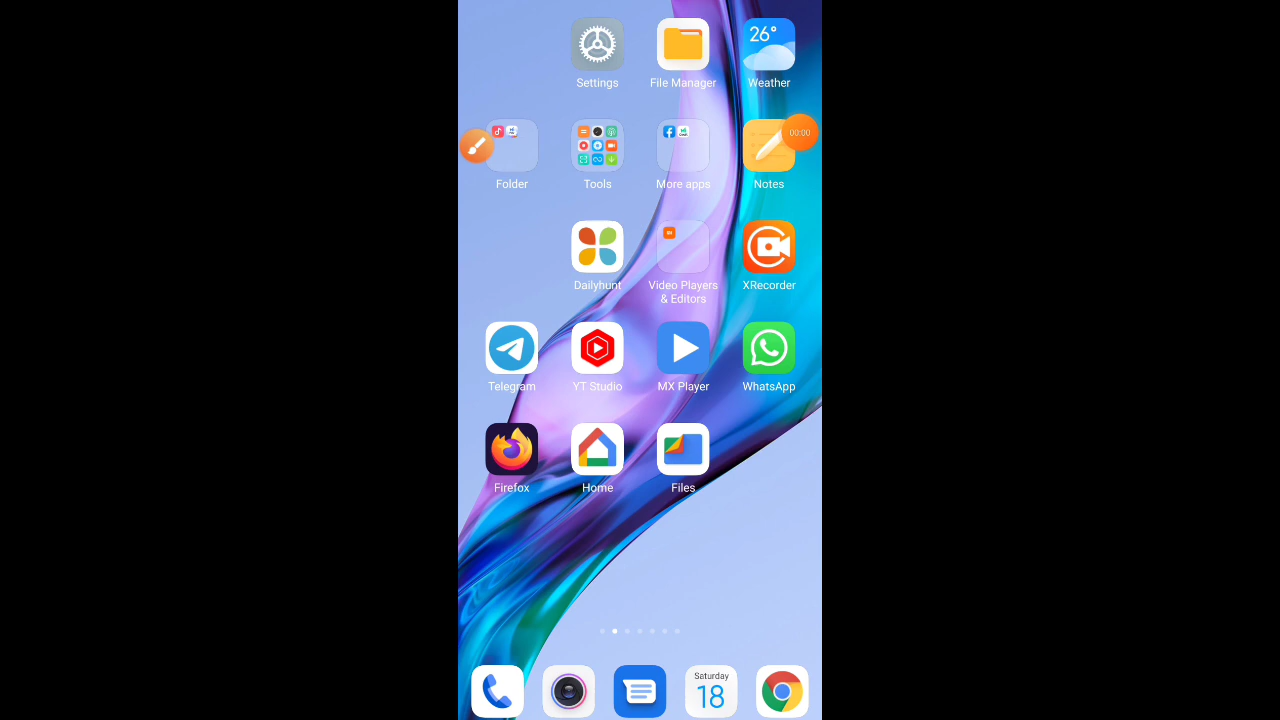 26°
Settings
File Manager
Weather
00:00
Folder
Tools
More apps
Notes
Dailyhunt
Video Players
& Editors
XRecorder
Telegram
YT Studio
MX Player
WhatsApp
Firefox
Home
Files
Saturday
18